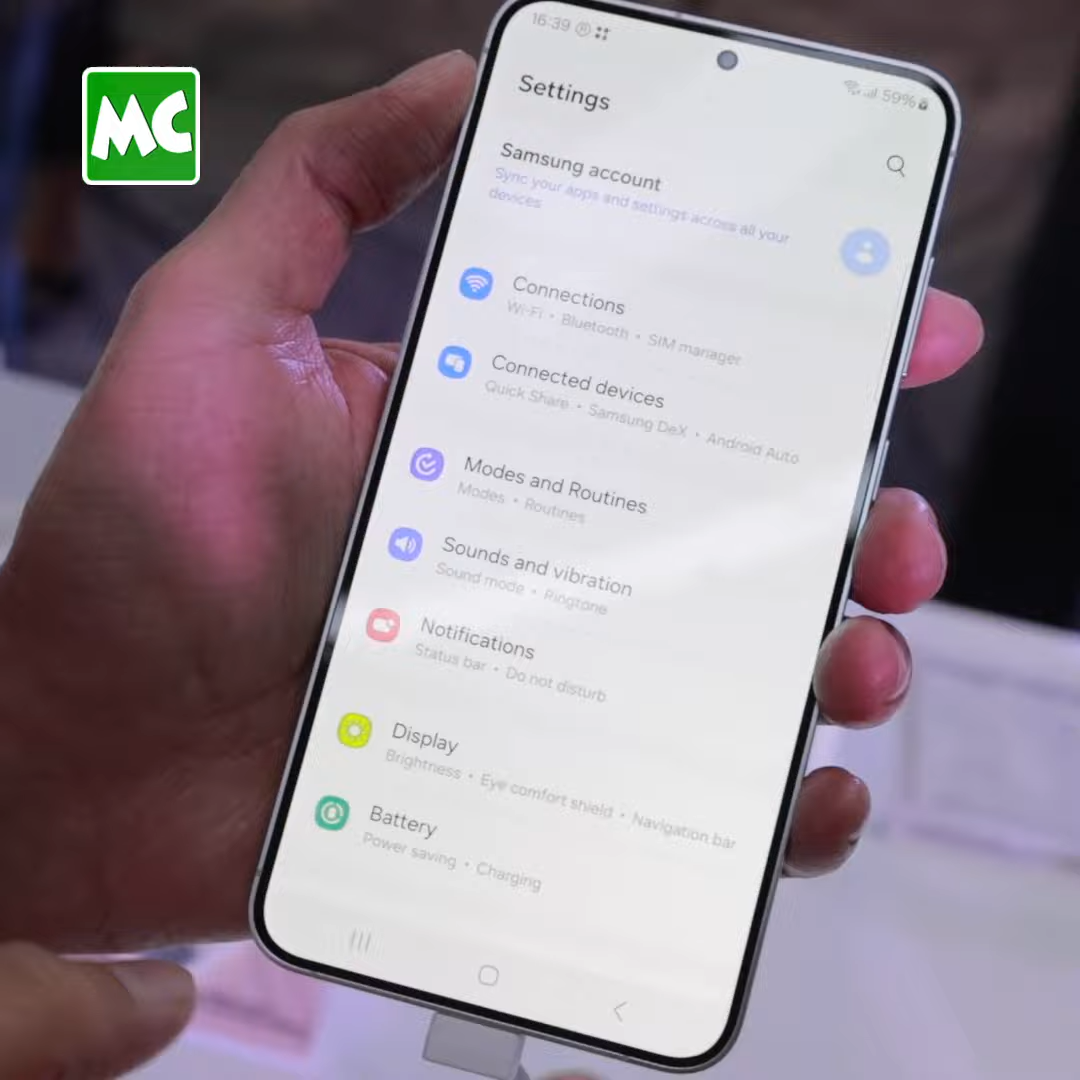 MC
16:39
59%
Settings
Samsung account
Sync your apps and settings across all your
devices
Connections
Wi-Fi • Bluetooth • SIM manager
Connected devices
Quick Share • Samsung DeX • Android Auto
Modes and Routines
Modes • Routines
Sounds and vibration
Sound mode • Ringtone
Notifications
Status bar • Do not disturb
Display
Brightness • Eye comfort shield • Navigation bar
Battery
Power saving • Charging